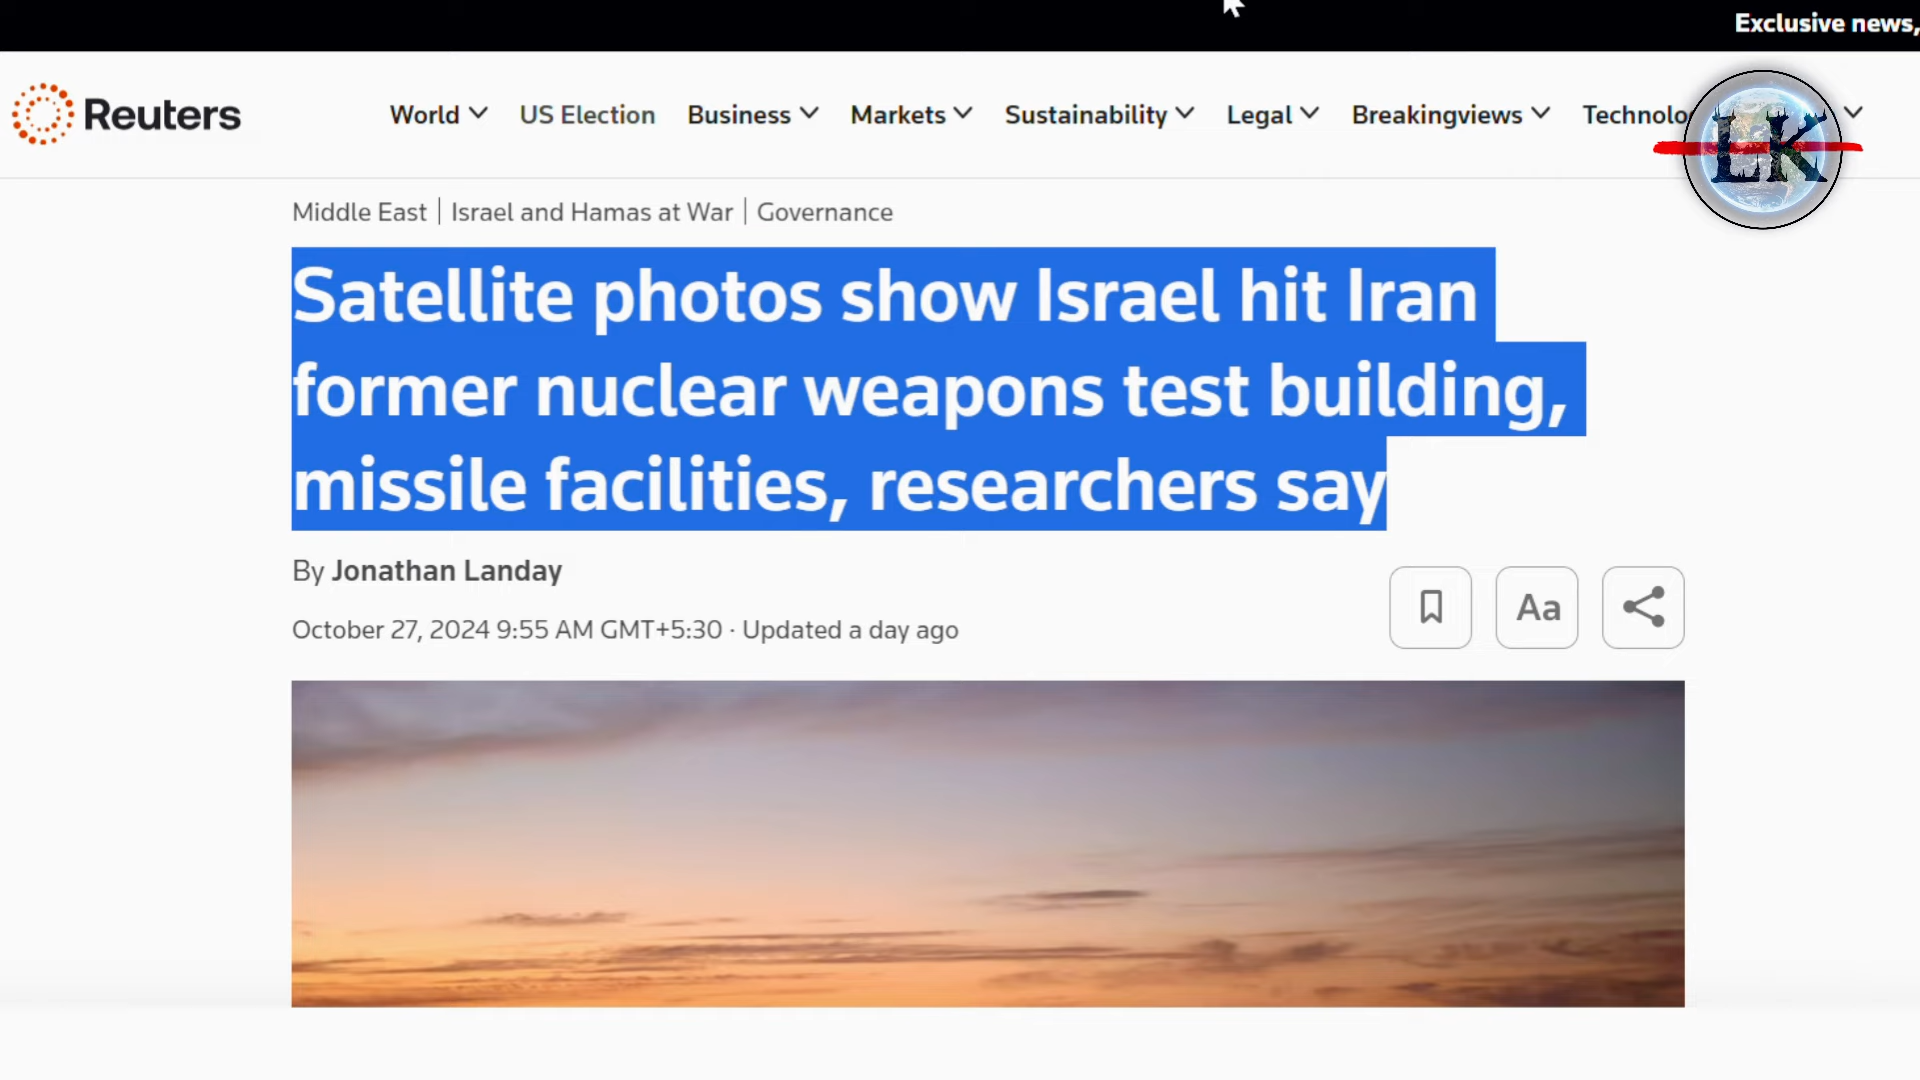 Exclusive news,
Reuters
World US Election Business Markets Sustainability Legal Breakingviews Technolo
LK
Middle East | Israel and Hamas at War | Governance
Satellite photos show Israel hit Iran
former nuclear weapons test building,
missile facilities, researchers say
By Jonathan Landay
Aa
October 27, 2024 9:55 AM GMT+5:30 · Updated a day ago